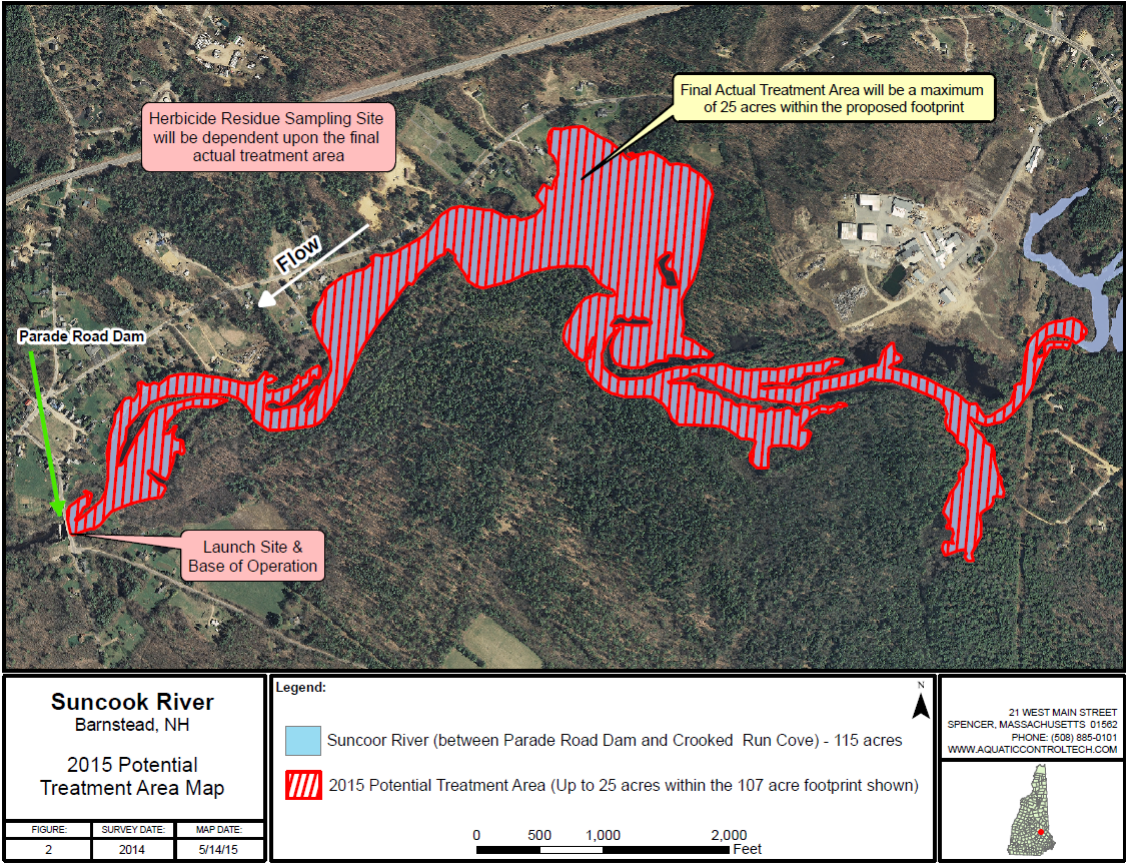 Final Actual Treatment Area will be a maximum
of 25 acres within the proposed footprint
Herbicide Residue Sampling Site
will be dependent upon the final
actual treatment area
Flow
Parade Road Dam
Launch Site &
Base of Operation
Suncook River
Barnstead, NH
2015 Potential
Treatment Area Map
FIGURE:
SURVEY DATE:
MAP DATE:
2
2014
5/14/15
Legend:
N
Suncoor River (between Parade Road Dam and Crooked Run Cove) - 115 acres
2015 Potential Treatment Area (Up to 25 acres within the 107 acre footprint shown)
0 500 1,000 2,000
Feet
21 WEST MAIN STREET
SPENCER, MASSACHUSETTS 01562
PHONE: (508) 885-0101
WWW.AQUATICCONTROLTECH.COM